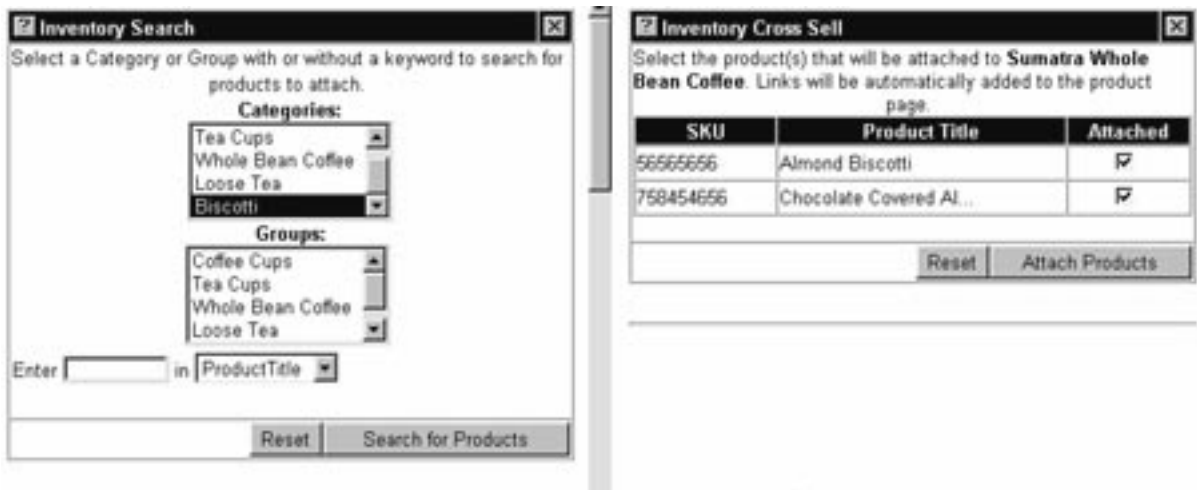 Inventory Search
Select a Category or Group with or without a keyword to search for
products to attach.
Categories:
Tea Cups
Whole Bean Coffee
Loose Tea
Biscotti
Groups:
Coffee Cups
Tea Cups
Whole Bean Coffee
Loose Tea
Enter in ProductTitle
Reset Search for Products
Inventory Cross Sell
Select the product(s) that will be attached to Sumatra Whole
Bean Coffee. Links will be automatically added to the product
page.
SKU Product Title Attached
56565656 Almond Biscotti
758454656 Chocolate Covered Al...
Reset Attach Products